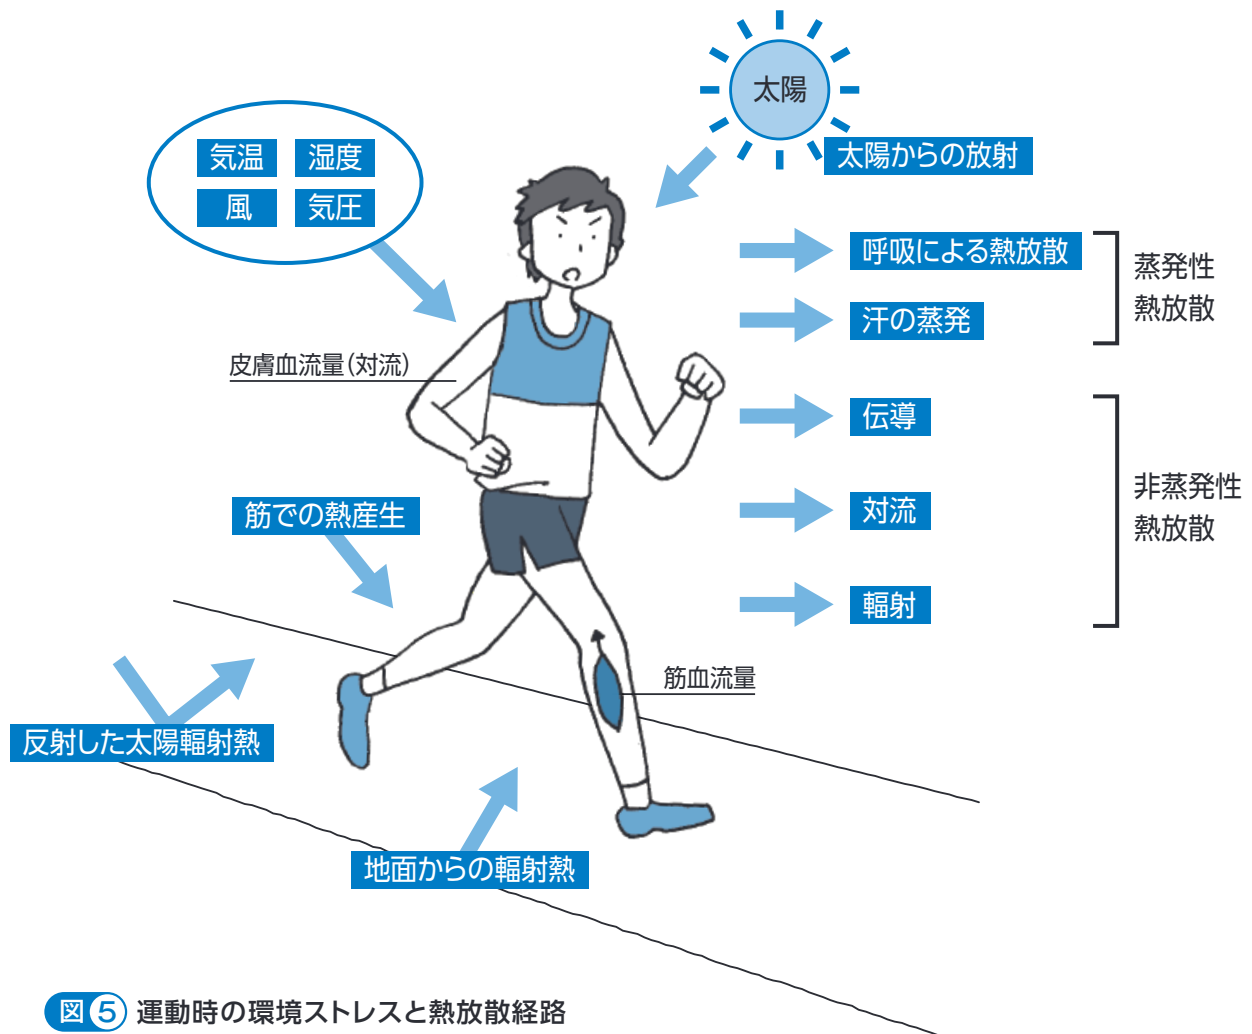 太陽
太陽からの放射
気温 湿度
風 気圧
呼吸による熱放散
汗の蒸発
蒸発性
熱放散
皮膚血流量（対流）
伝導
対流
輻射
非蒸発性
熱放散
筋での熱産生
筋血流量
反射した太陽輻射熱
地面からの輻射熱
図5 運動時の環境ストレスと熱放散経路